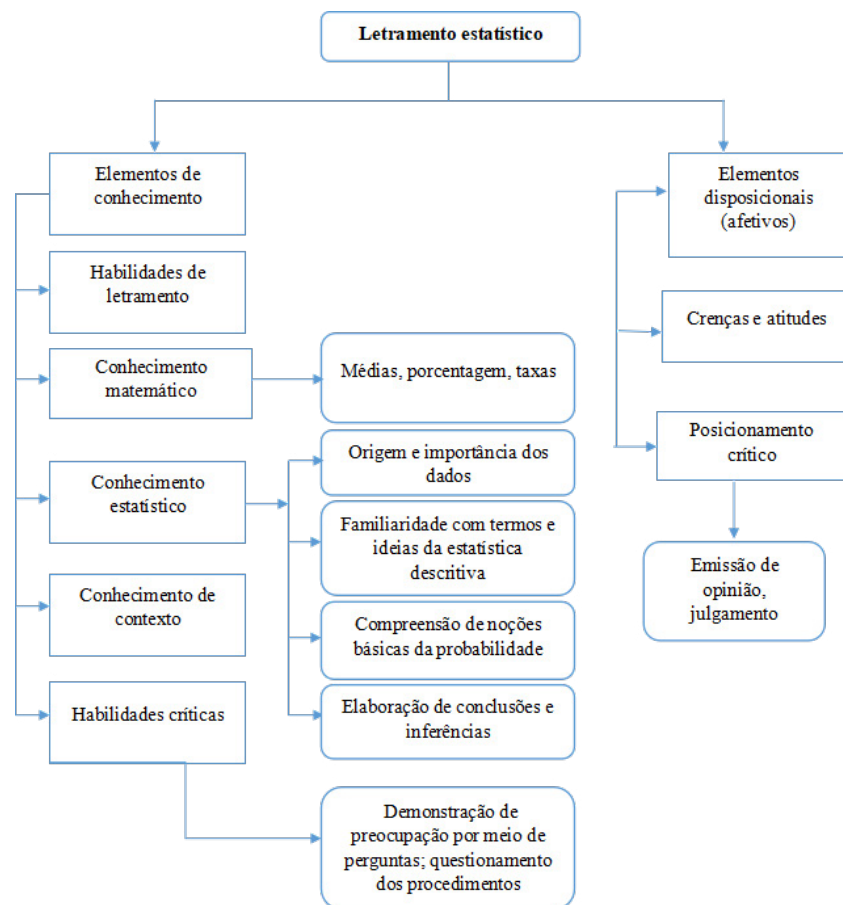 Letramento estatístico
Elementos de
conhecimento
Habilidades de
letramento
Conhecimento
matemático
Conhecimento
estatístico
Conhecimento de
contexto
Habilidades críticas
Médias, porcentagem, taxas
Origem e importância dos
dados
Familiaridade com termos e
ideias da estatística
descritiva
Compreensão de noções
básicas da probabilidade
Elaboração de conclusões e
inferências
Demonstração de
preocupação por meio de
perguntas; questionamento
dos procedimentos
Elementos
disposicionais
(afetivos)
Crenças e atitudes
Posicionamento
crítico
Emissão de
opinião,
julgamento